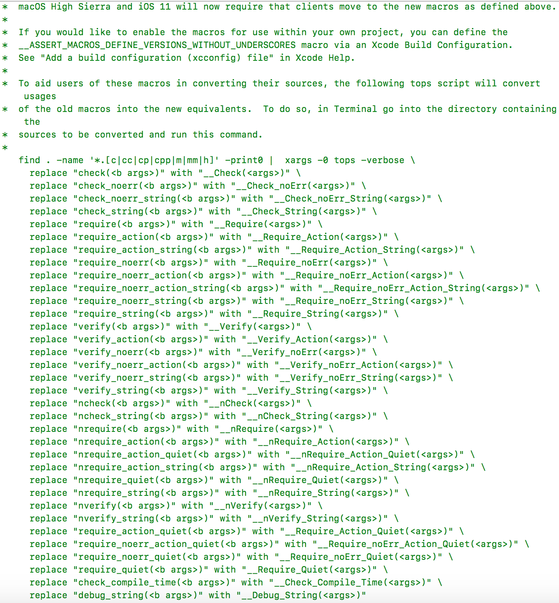 *  macOS High Sierra and iOS 11 will now require that clients move to the new macros as defined above.
*
*  If you would like to enable the macros for use within your own project, you can define the
*  __ASSERT_MACROS_DEFINE_VERSIONS_WITHOUT_UNDERSCORES macro via an Xcode Build Configuration.
*  See "Add a build configuration (xcconfig) file" in Xcode Help.
*
*  To aid users of these macros in converting their sources, the following tops script will convert
usages
*  of the old macros into the new equivalents.  To do so, in Terminal go into the directory containing
the
*  sources to be converted and run this command.
*
find . -name '*.[c|cc|cp|cpp|m|mm|h]' -print0 |  xargs -0 tops -verbose \
replace "check(<b args>)" with "__Check(<args>)" \
replace "check_noerr(<b args>)" with "__Check_noErr(<args>)" \
replace "check_noerr_string(<b args>)" with "__Check_noErr_String(<args>)" \
replace "check_string(<b args>)" with "__Check_String(<args>)" \
replace "require(<b args>)" with "__Require(<args>)" \
replace "require_action(<b args>)" with "__Require_Action(<args>)" \
replace "require_action_string(<b args>)" with "__Require_Action_String(<args>)" \
replace "require_noerr(<b args>)" with "__Require_noErr(<args>)" \
replace "require_noerr_action(<b args>)" with "__Require_noErr_Action(<args>)" \
replace "require_noerr_action_string(<b args>)" with "__Require_noErr_Action_String(<args>)" \
replace "require_noerr_string(<b args>)" with "__Require_noErr_String(<args>)" \
replace "require_string(<b args>)" with "__Require_String(<args>)" \
replace "verify(<b args>)" with "__Verify(<args>)" \
replace "verify_action(<b args>)" with "__Verify_Action(<args>)" \
replace "verify_noerr(<b args>)" with "__Verify_noErr(<args>)" \
replace "verify_noerr_action(<b args>)" with "__Verify_noErr_Action(<args>)" \
replace "verify_noerr_string(<b args>)" with "__Verify_noErr_String(<args>)" \
replace "verify_string(<b args>)" with "__Verify_String(<args>)" \
replace "ncheck(<b args>)" with "__nCheck(<args>)" \
replace "ncheck_string(<b args>)" with "__nCheck_String(<args>)" \
replace "nrequire(<b args>)" with "__nRequire(<args>)" \
replace "nrequire_action(<b args>)" with "__nRequire_Action(<args>)" \
replace "nrequire_action_quiet(<b args>)" with "__nRequire_Action_Quiet(<args>)" \
replace "nrequire_action_string(<b args>)" with "__nRequire_Action_String(<args>)" \
replace "nrequire_quiet(<b args>)" with "__nRequire_Quiet(<args>)" \
replace "nrequire_string(<b args>)" with "__nRequire_String(<args>)" \
replace "nverify(<b args>)" with "__nVerify(<args>)" \
replace "nverify_string(<b args>)" with "__nVerify_String(<args>)" \
replace "require_action_quiet(<b args>)" with "__Require_Action_Quiet(<args>)" \
replace "require_noerr_action_quiet(<b args>)" with "__Require_noErr_Action_Quiet(<args>)" \
replace "require_noerr_quiet(<b args>)" with "__Require_noErr_Quiet(<args>)" \
replace "require_quiet(<b args>)" with "__Require_Quiet(<args>)" \
replace "check_compile_time(<b args>)" with "__Check_Compile_Time(<args>)" \
replace "debug_string(<b args>)" with "__Debug_String(<args>)"